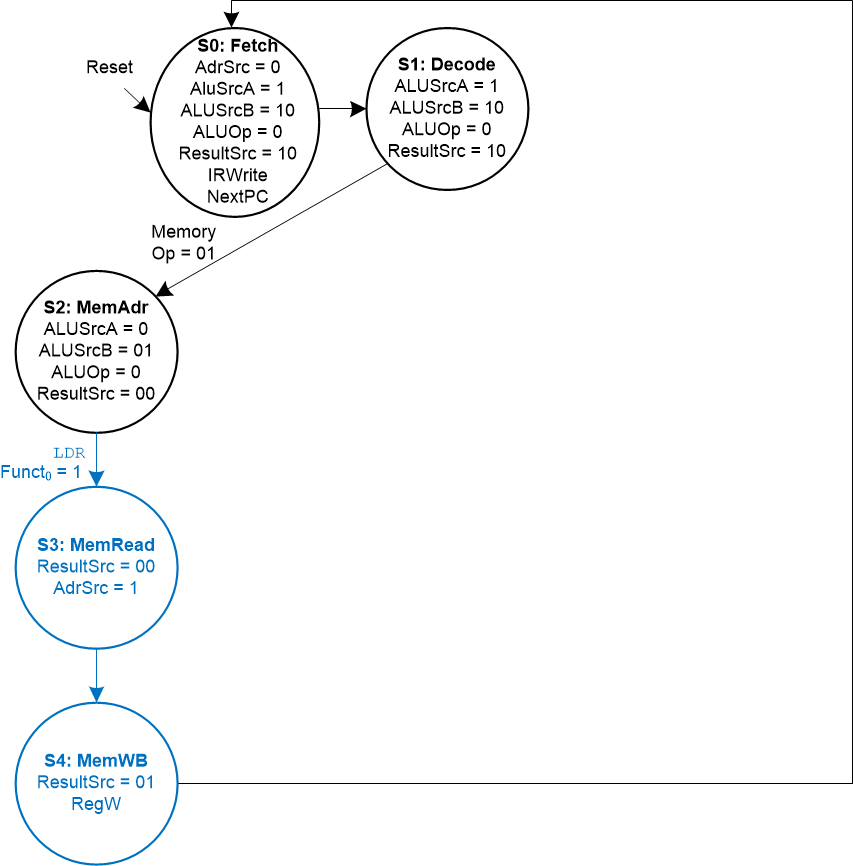 Reset
S0: Fetch
AdrSrc = 0
AluSrcA = 1
ALUSrcB = 10
ALUOp = 0
ResultSrc = 10
IRWrite
NextPC
S1: Decode
ALUSrcA = 1
ALUSrcB = 10
ALUOp = 0
ResultSrc = 10
Memory
Op = 01
S2: MemAdr
ALUSrcA = 0
ALUSrcB = 01
ALUOp = 0
ResultSrc = 00
LDR
Funct₀ = 1
S3: MemRead
ResultSrc = 00
AdrSrc = 1
S4: MemWB
ResultSrc = 01
RegW